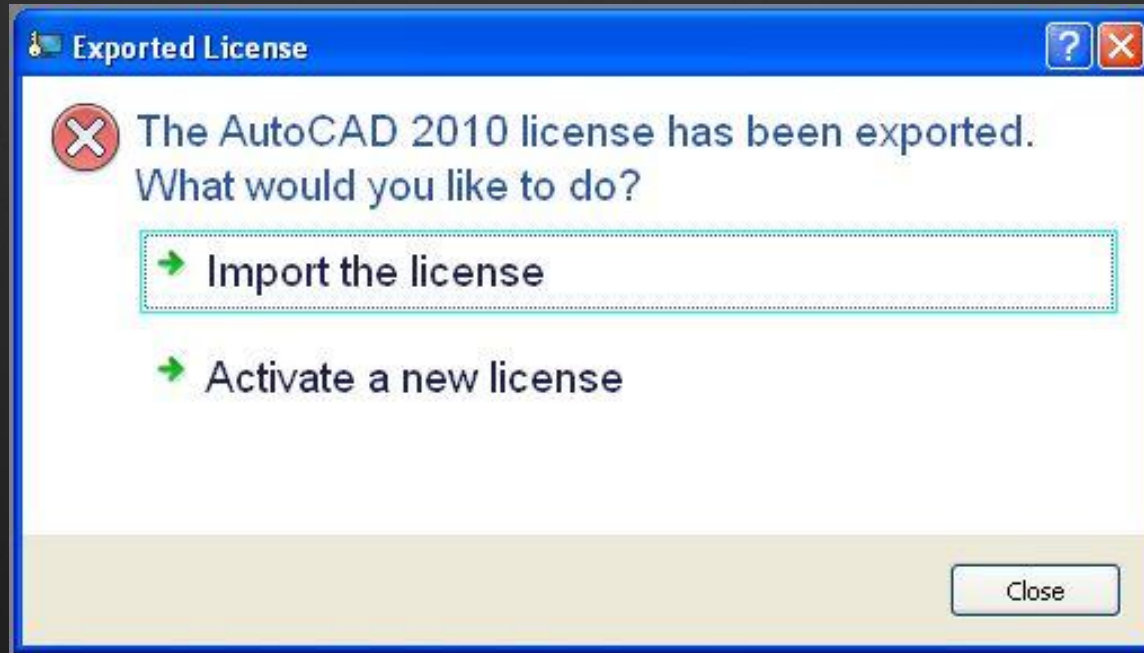 Exported License
The AutoCAD 2010 license has been exported.
What would you like to do?
Import the license
Activate a new license
Close